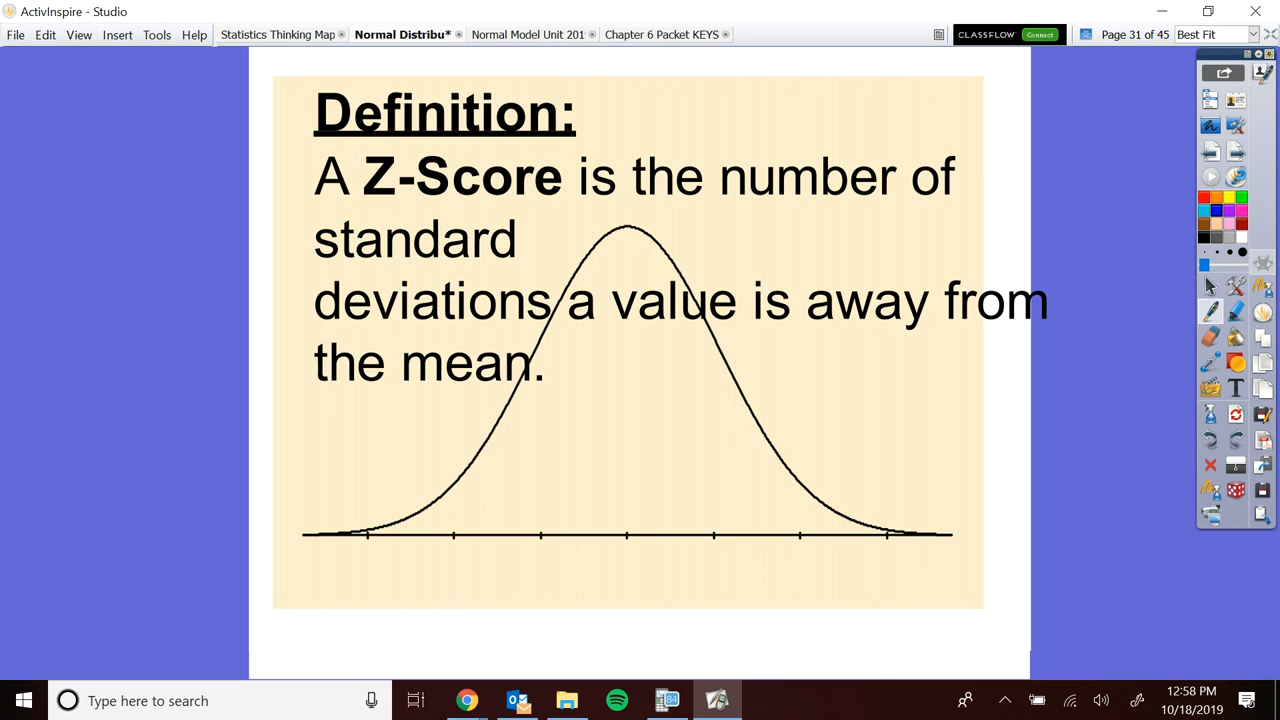 ActivInspire - Studio
File Edit View Insert Tools Help Statistics Thinking Map Normal Distribu* Normal Model Unit 201 Chapter 6 Packet KEYS CLASSFLOW Connect Page 31 of 45 Best Fit
Definition:
A Z-Score is the number of
standard
deviations a value is away from
the mean.
Type here to search
12:58 PM
10/18/2019